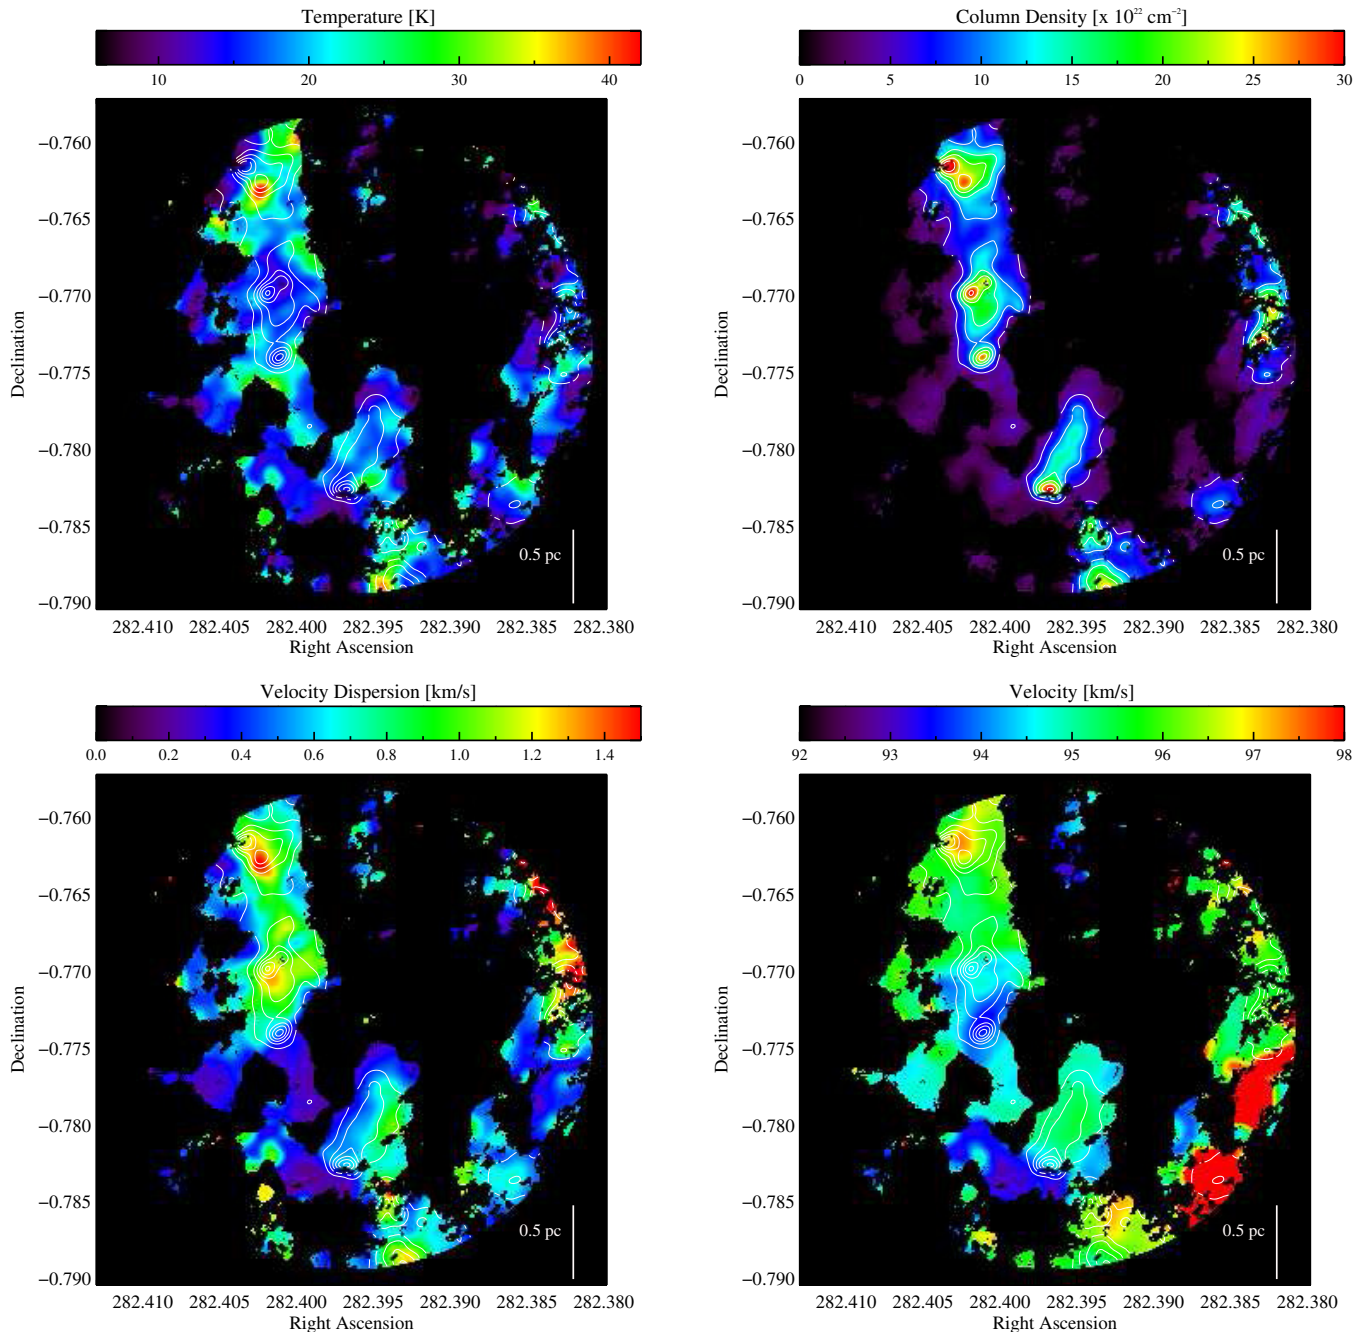 Temperature [K]
10 20 30 40
−0.760
−0.765
−0.770
−0.775
−0.780
−0.785
−0.790
Declination
0.5 pc
282.410 282.405 282.400 282.395 282.390 282.385 282.380
Right Ascension
Column Density [x 10²² cm⁻²]
0 5 10 15 20 25 30
−0.760
−0.765
−0.770
−0.775
−0.780
−0.785
−0.790
Declination
0.5 pc
282.410 282.405 282.400 282.395 282.390 282.385 282.380
Right Ascension
Velocity Dispersion [km/s]
0.0 0.2 0.4 0.6 0.8 1.0 1.2 1.4
−0.760
−0.765
−0.770
−0.775
−0.780
−0.785
−0.790
Declination
0.5 pc
282.410 282.405 282.400 282.395 282.390 282.385 282.380
Right Ascension
Velocity [km/s]
92 93 94 95 96 97 98
−0.760
−0.765
−0.770
−0.775
−0.780
−0.785
−0.790
Declination
0.5 pc
282.410 282.405 282.400 282.395 282.390 282.385 282.380
Right Ascension